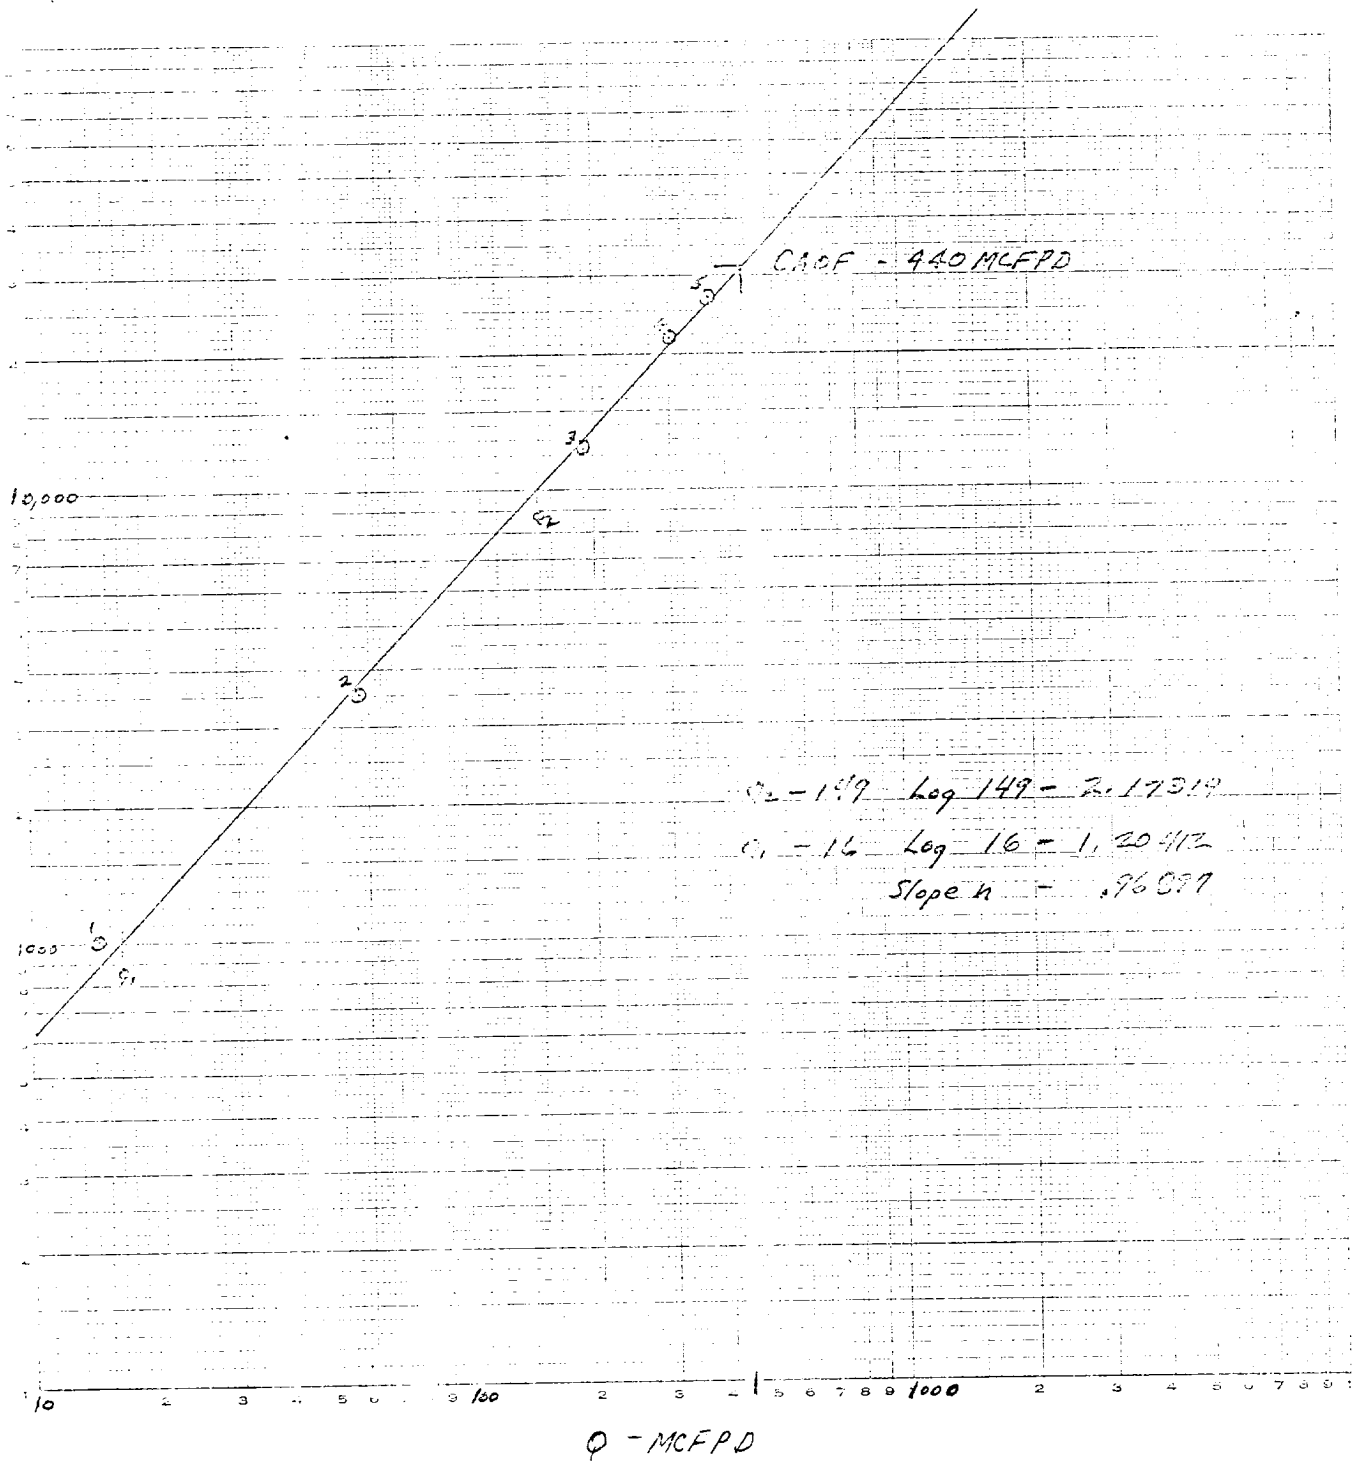 CAOF - 440 MCFPD
5
4
3
10,000
Q2
2
Q2 - 149 Log 149 - 2.17319
1
Q1 - 16 Log 16 - 1.20412
Slope n - .96897
1000
Q1
10 2 3 5 100 2 3 4 5 6 7 8 9 1000 2 3 4 5 6 7 8 9
Q - MCFPD